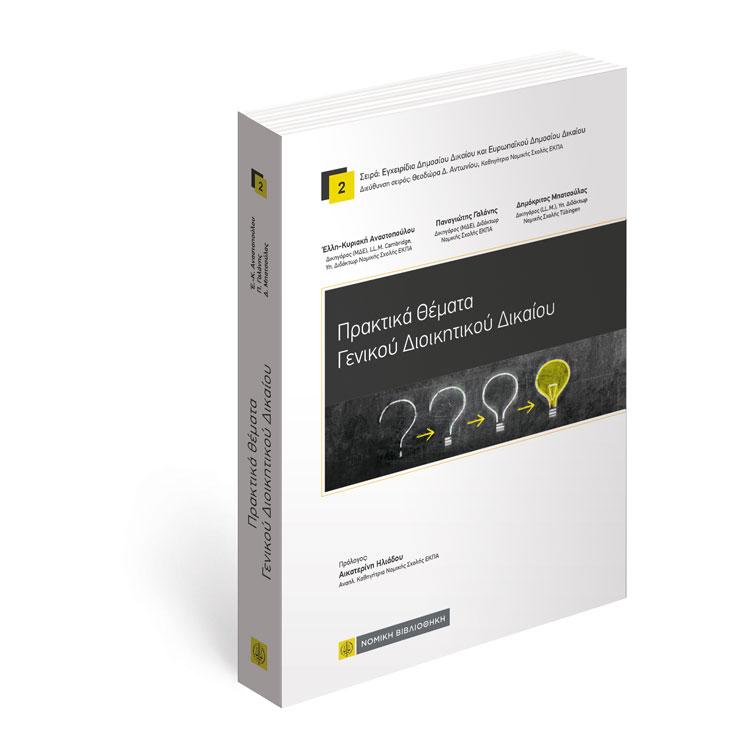 2
Σειρά: Εγχειρίδια Δημοσίου Δικαίου και Ευρωπαϊκού Δημοσίου Δικαίου
Διεύθυνση σειράς: Θεοδώρα Δ. Αντωνίου, Καθηγήτρια Νομικής Σχολής ΕΚΠΑ
Έλλη-Κυριακή Αναστοπούλου
Δικηγόρος (ΜΔΕ), LL.M. Cambridge,
Υπ. Διδάκτωρ Νομικής Σχολής ΕΚΠΑ
Παναγιώτης Γαλάνης
Δικηγόρος (ΜΔΕ), Διδάκτωρ
Νομικής Σχολής ΕΚΠΑ
Δημόκριτος Μπατσούλας
Δικηγόρος (LL.M.), Υπ. Διδάκτωρ
Νομικής Σχολής Tübingen
Πρακτικά Θέματα
Γενικού Διοικητικού Δικαίου
Πρόλογος:
Αικατερίνη Ηλιάδου
Αναπλ. Καθηγήτρια Νομικής Σχολής ΕΚΠΑ
ΝΟΜΙΚΗ ΒΙΒΛΙΟΘΗΚΗ
2
Έ.-Κ. Αναστοπούλου
Π. Γαλάνης
Δ. Μπατσούλας
Πρακτικά Θέματα
Γενικού Διοικητικού Δικαίου